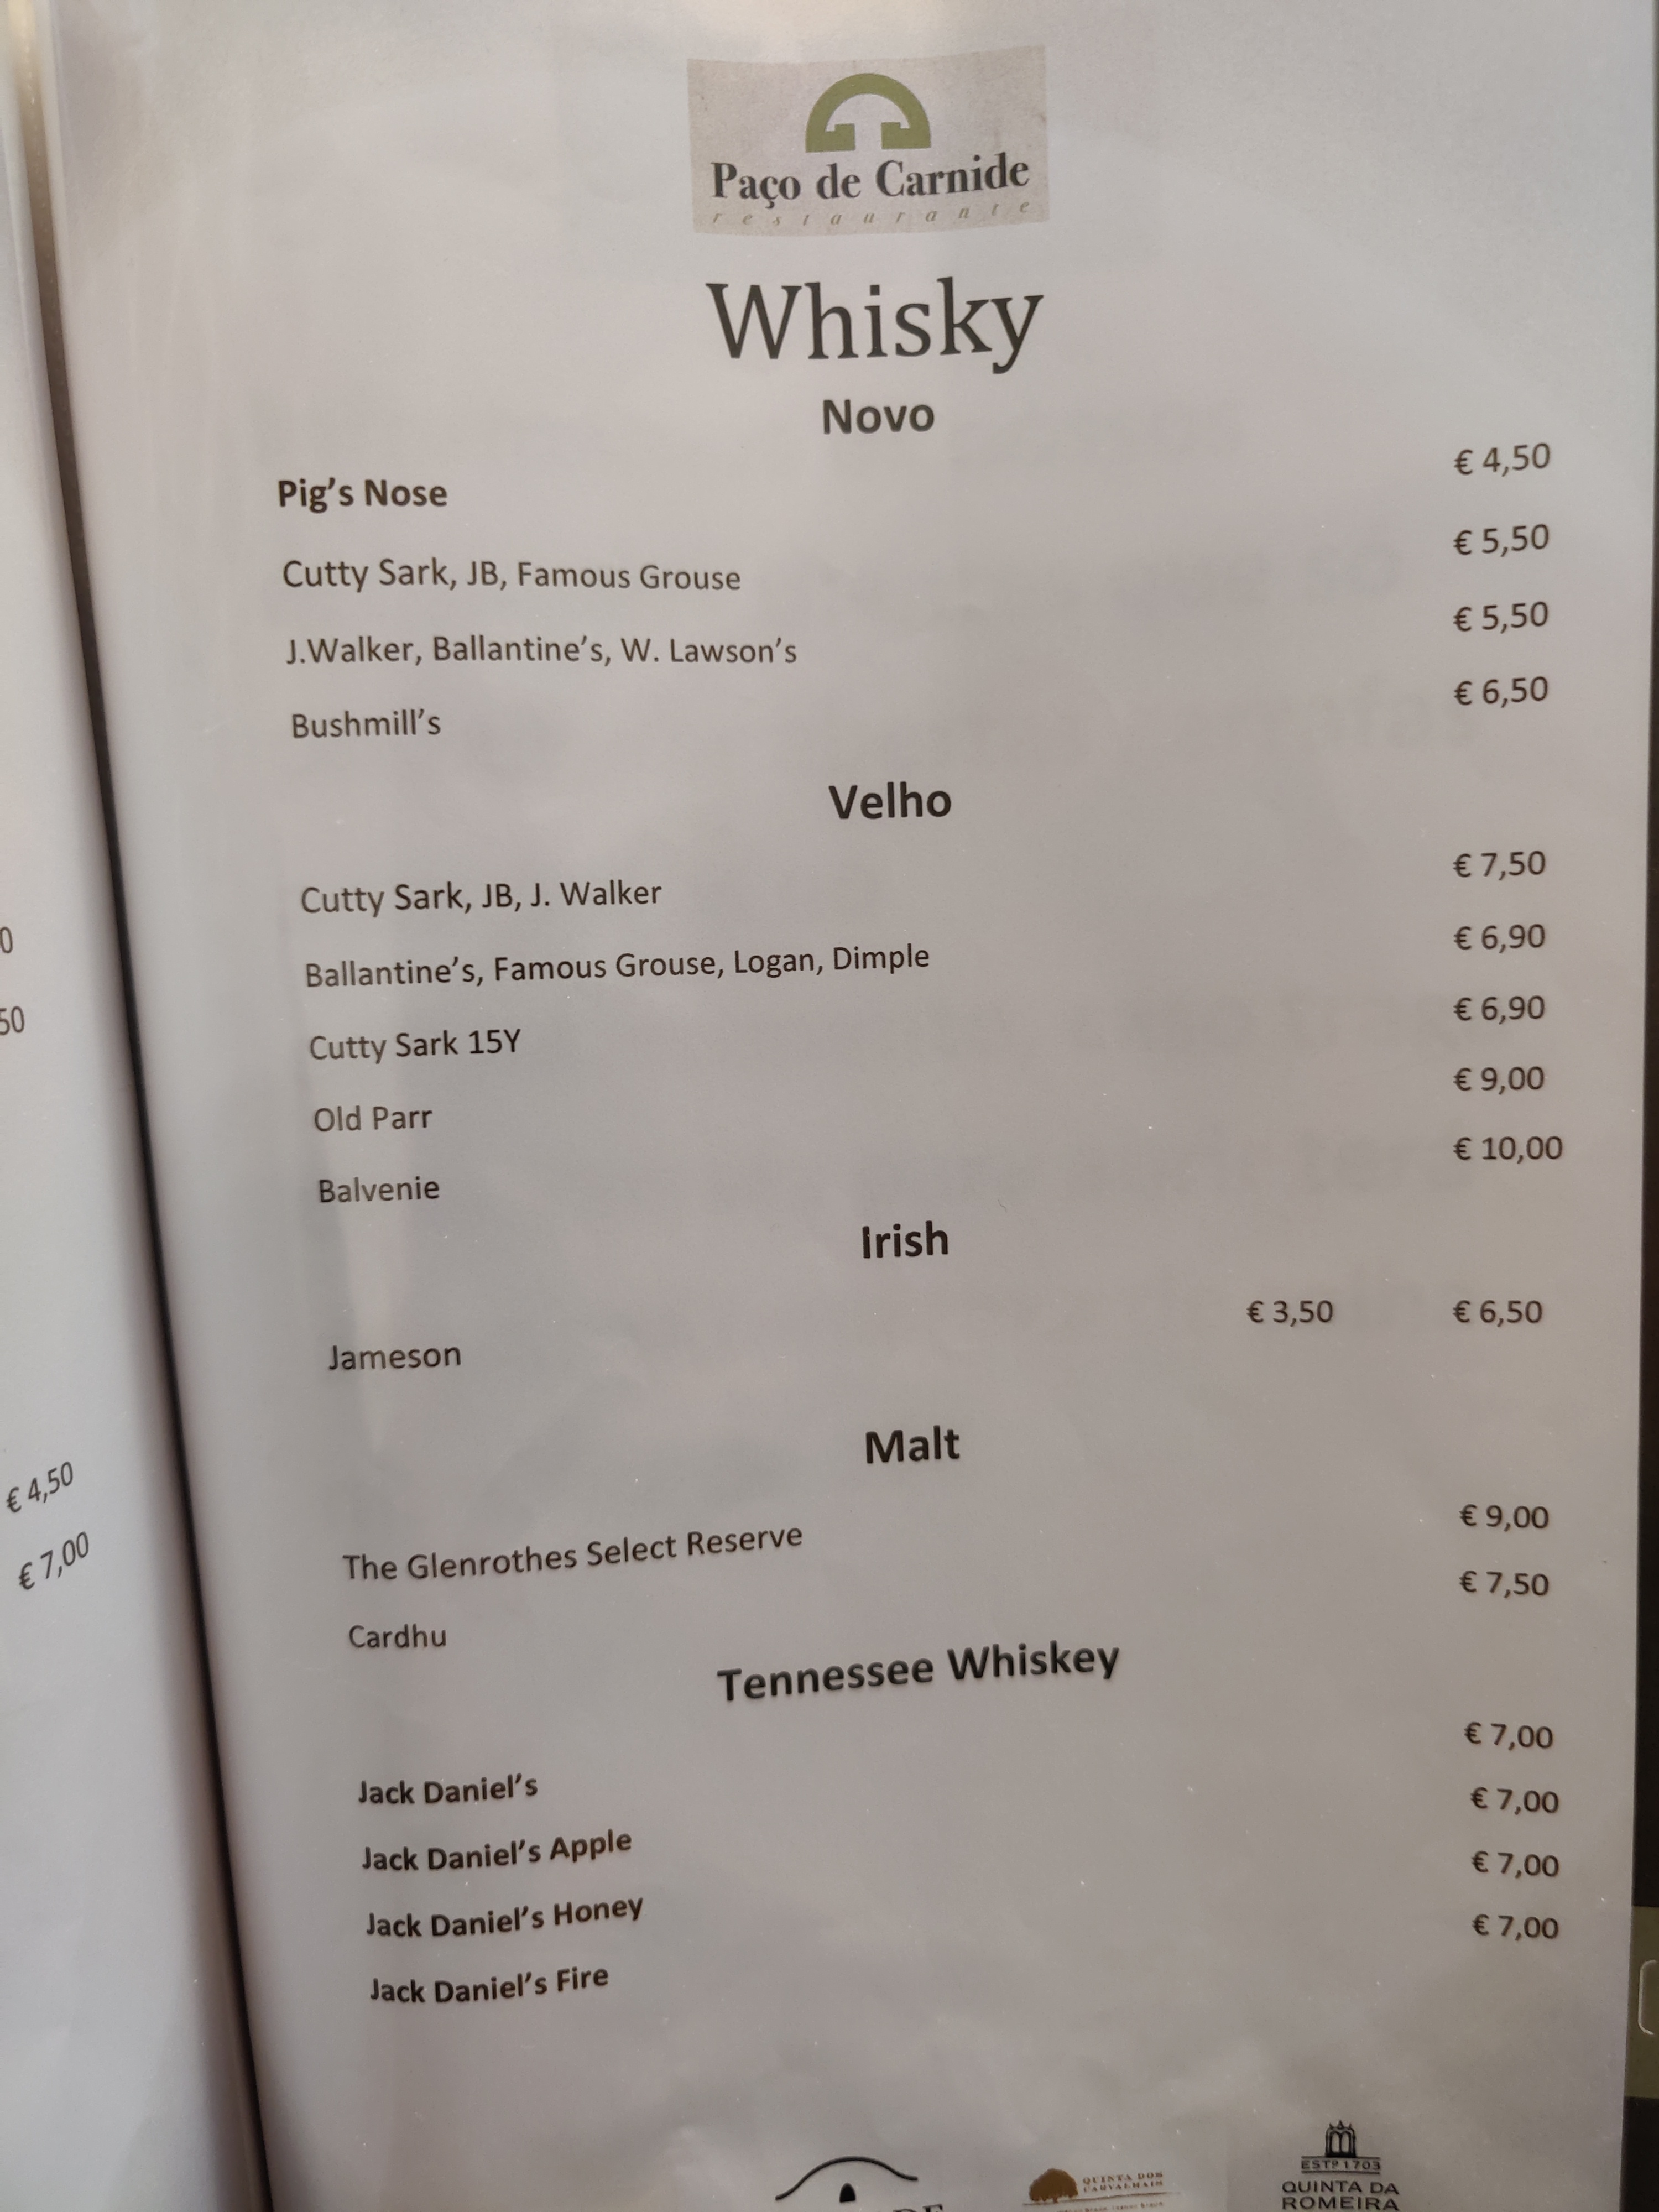 Paço de Carnide
restaurante
Whisky
Novo
Pig's Nose € 4,50
Cutty Sark, JB, Famous Grouse € 5,50
J.Walker, Ballantine's, W. Lawson's € 5,50
Bushmill's € 6,50
Velho
Cutty Sark, JB, J. Walker € 7,50
Ballantine's, Famous Grouse, Logan, Dimple € 6,90
Cutty Sark 15Y € 6,90
Old Parr € 9,00
Balvenie € 10,00
Irish
Jameson € 3,50 € 6,50
Malt
The Glenrothes Select Reserve € 9,00
Cardhu € 7,50
Tennessee Whiskey
Jack Daniel's € 7,00
Jack Daniel's Apple € 7,00
Jack Daniel's Honey € 7,00
Jack Daniel's Fire € 7,00
0
50
€ 4,50
€ 7,00
QUINTA DOS
CARVALHAIS
ESTº 1703
QUINTA DA
ROMEIRA